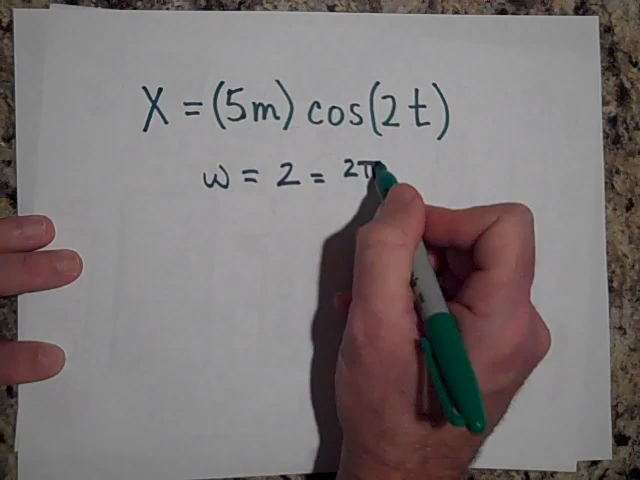 X = (5m) cos(2t)
ω = 2 = 2π